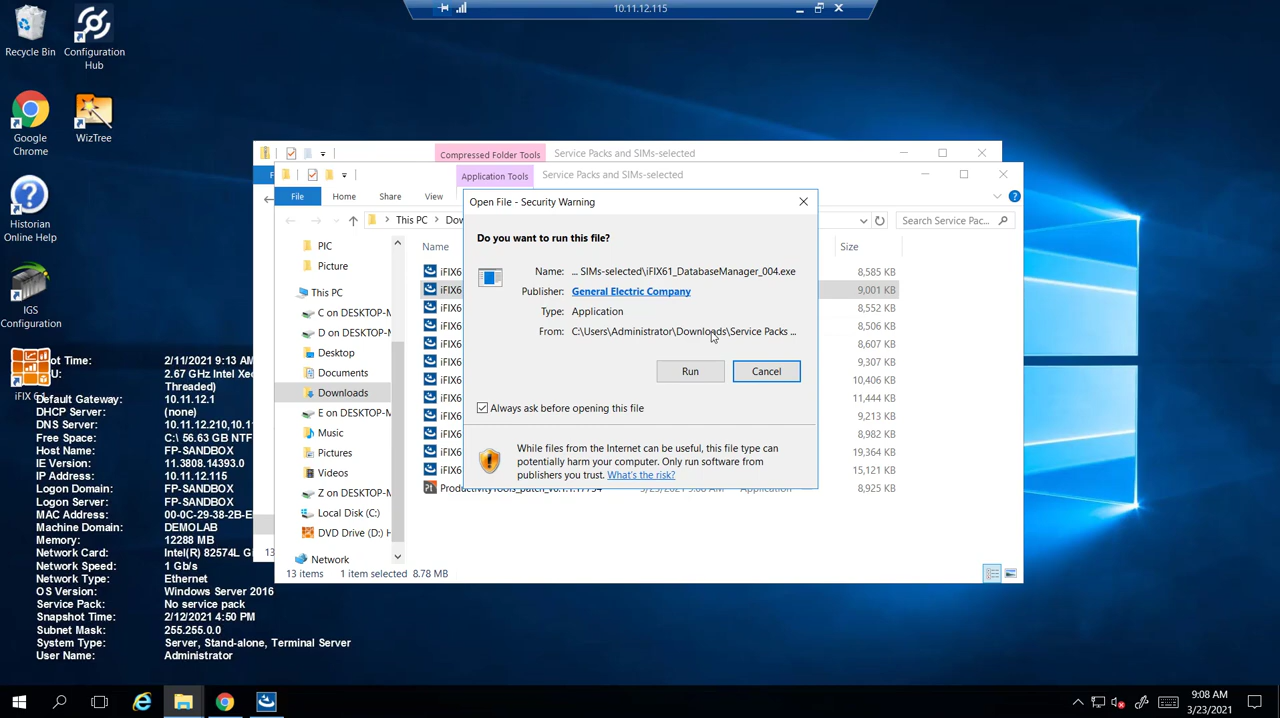 10.11.12.115
Recycle Bin
Configuration
Hub
Google
Chrome
WizTree
Historian
Online Help
IGS
Configuration
iFIX 6.1
Compressed Folder Tools
Service Packs and SIMs-selected
Application Tools
Service Packs and SIMs-selected
File
Home
Share
View
This PC
Search Service Pac...
Name
Size
PIC
Picture
This PC
C on DESKTOP-
D on DESKTOP-M
Desktop
Documents
Downloads
E on DESKTOP-M
Music
Pictures
Videos
Z on DESKTOP-M
Local Disk (C:)
DVD Drive (D:) H
Network
iFIX6
8,585 KB
iFIX6
9,001 KB
iFIX6
8,552 KB
iFIX6
8,506 KB
iFIX6
8,607 KB
iFIX6
9,307 KB
iFIX6
10,406 KB
iFIX6
11,444 KB
iFIX6
9,213 KB
iFIX6
8,982 KB
iFIX6
19,364 KB
iFIX6
15,121 KB
8,925 KB
13 items
1 item selected 8.78 MB
Open File - Security Warning
Do you want to run this file?
Name: ... SIMs-selected\iFIX61_DatabaseManager_004.exe
Publisher: General Electric Company
Type: Application
From: C:\Users\Administrator\Downloads\Service Packs ...
Run
Cancel
Always ask before opening this file
While files from the Internet can be useful, this file type can
potentially harm your computer. Only run software from
publishers you trust. What's the risk?
ot Time: 2/11/2021 9:13 AM
U: 2.67 GHz Intel Xe
Threaded)
Default Gateway: 10.11.12.1
DHCP Server: (none)
DNS Server: 10.11.12.210,10.1
Free Space: C:\ 56.63 GB NTF
Host Name: FP-SANDBOX
IE Version: 11.3808.14393.0
IP Address: 10.11.12.115
Logon Domain: FP-SANDBOX
Logon Server: FP-SANDBOX
MAC Address: 00-0C-29-38-2B-E
Machine Domain: DEMOLAB
Memory: 12288 MB
Network Card: Intel(R) 82574L G
Network Speed: 1 Gb/s
Network Type: Ethernet
OS Version: Windows Server 2016
Service Pack: No service pack
Snapshot Time: 2/12/2021 4:50 PM
Subnet Mask: 255.255.0.0
System Type: Server, Stand-alone, Terminal Server
User Name: Administrator
9:08 AM
3/23/2021